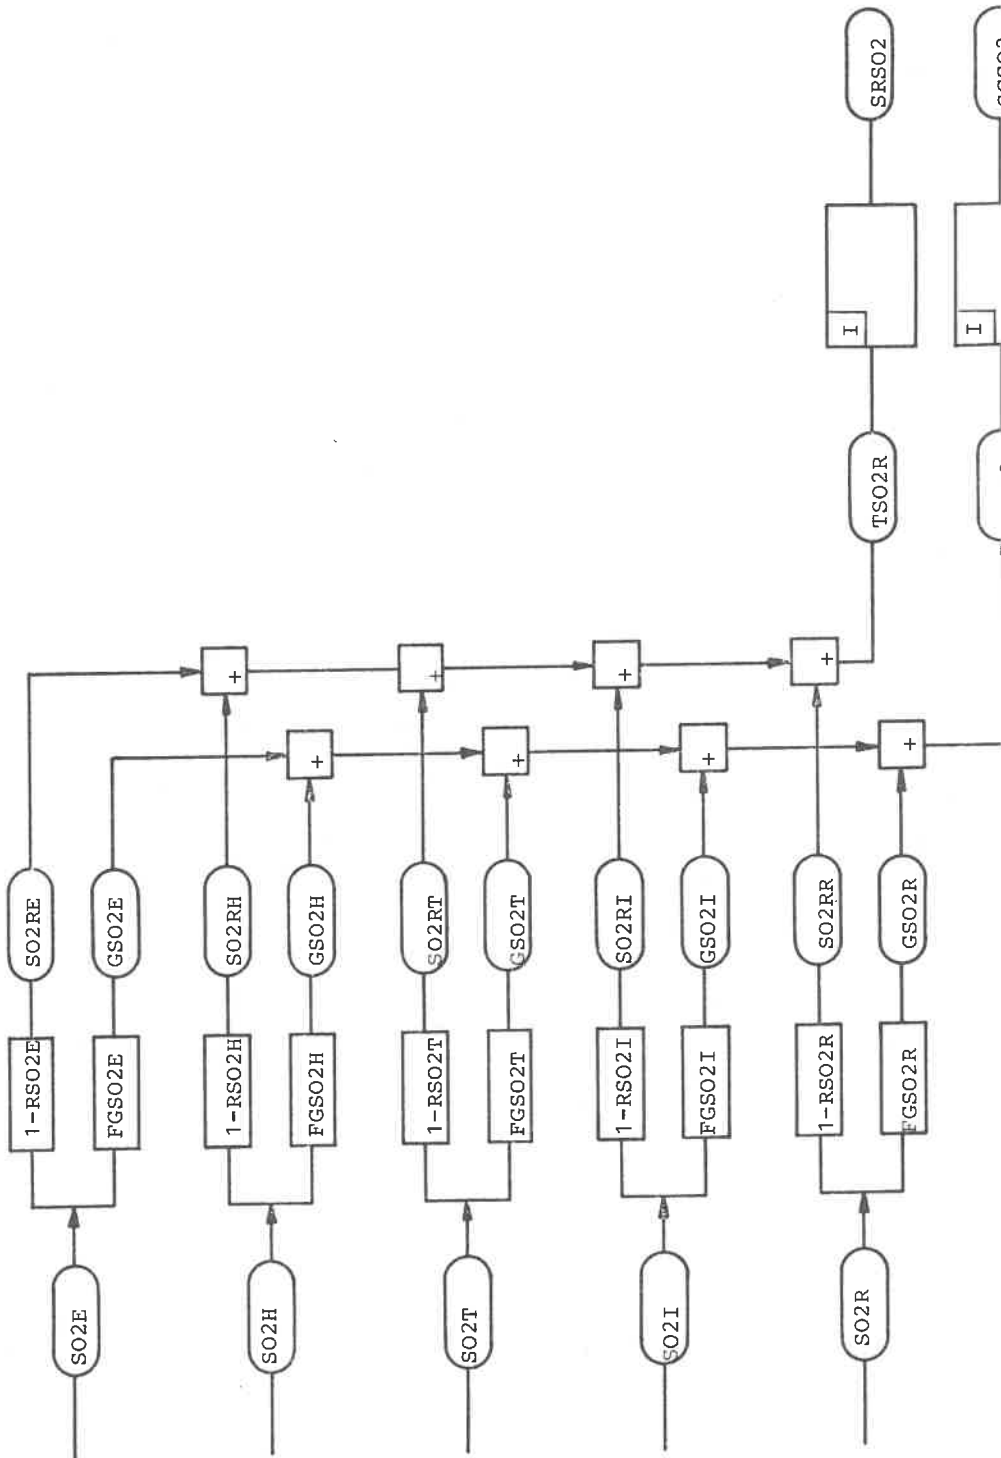 SO2E
1-RSO2E
SO2RE
FGSO2E
GSO2E
SO2H
1-RSO2H
SO2RH
+
FGSO2H
GSO2H
+
SO2T
1-RSO2T
SO2RT
+
FGSO2T
GSO2T
+
SO2I
1-RSO2I
SO2RI
+
FGSO2I
GSO2I
+
SO2R
1-RSO2R
SO2RR
+
TSO2R
I
SRSO2
FGSO2R
GSO2R
+
I